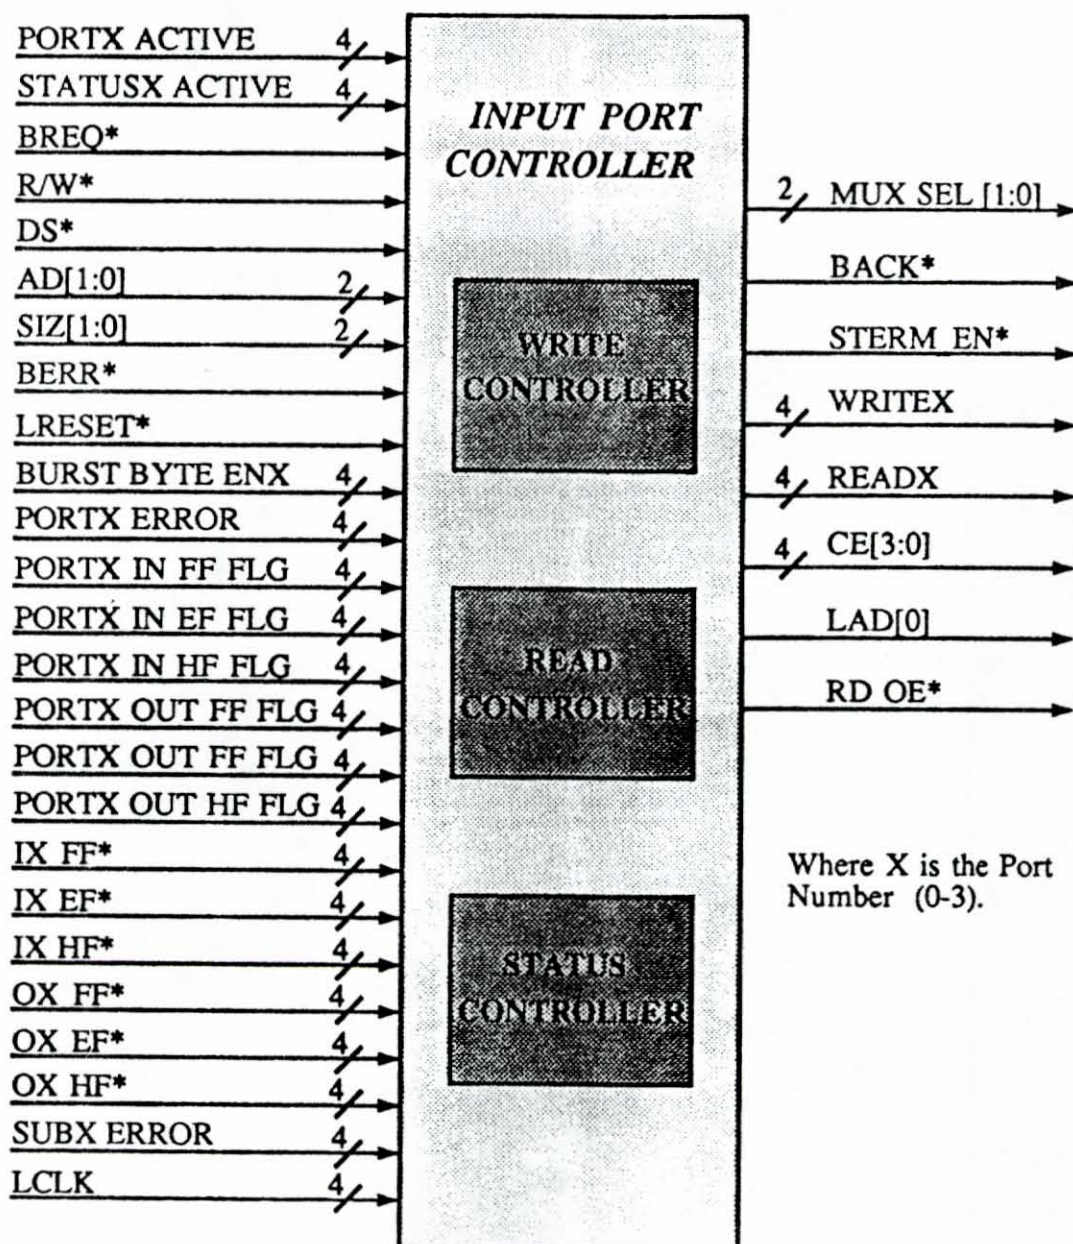 PORTX ACTIVE 4
STATUSX ACTIVE 4
BREQ*
R/W*
DS*
AD[1:0] 2
SIZ[1:0] 2
BERR*
LRESET*
BURST BYTE ENX 4
PORTX ERROR 4
PORTX IN FF FLG 4
PORTX IN EF FLG 4
PORTX IN HF FLG 4
PORTX OUT FF FLG 4
PORTX OUT FF FLG 4
PORTX OUT HF FLG 4
IX FF* 4
IX EF* 4
IX HF* 4
OX FF* 4
OX EF* 4
OX HF* 4
SUBX ERROR 4
LCLK 4
INPUT PORT
CONTROLLER
WRITE
CONTROLLER
READ
CONTROLLER
STATUS
CONTROLLER
2 MUX SEL [1:0]
BACK*
STERM EN*
4 WRITEX
4 READX
4 CE[3:0]
LAD[0]
RD OE*
Where X is the Port
Number (0-3).